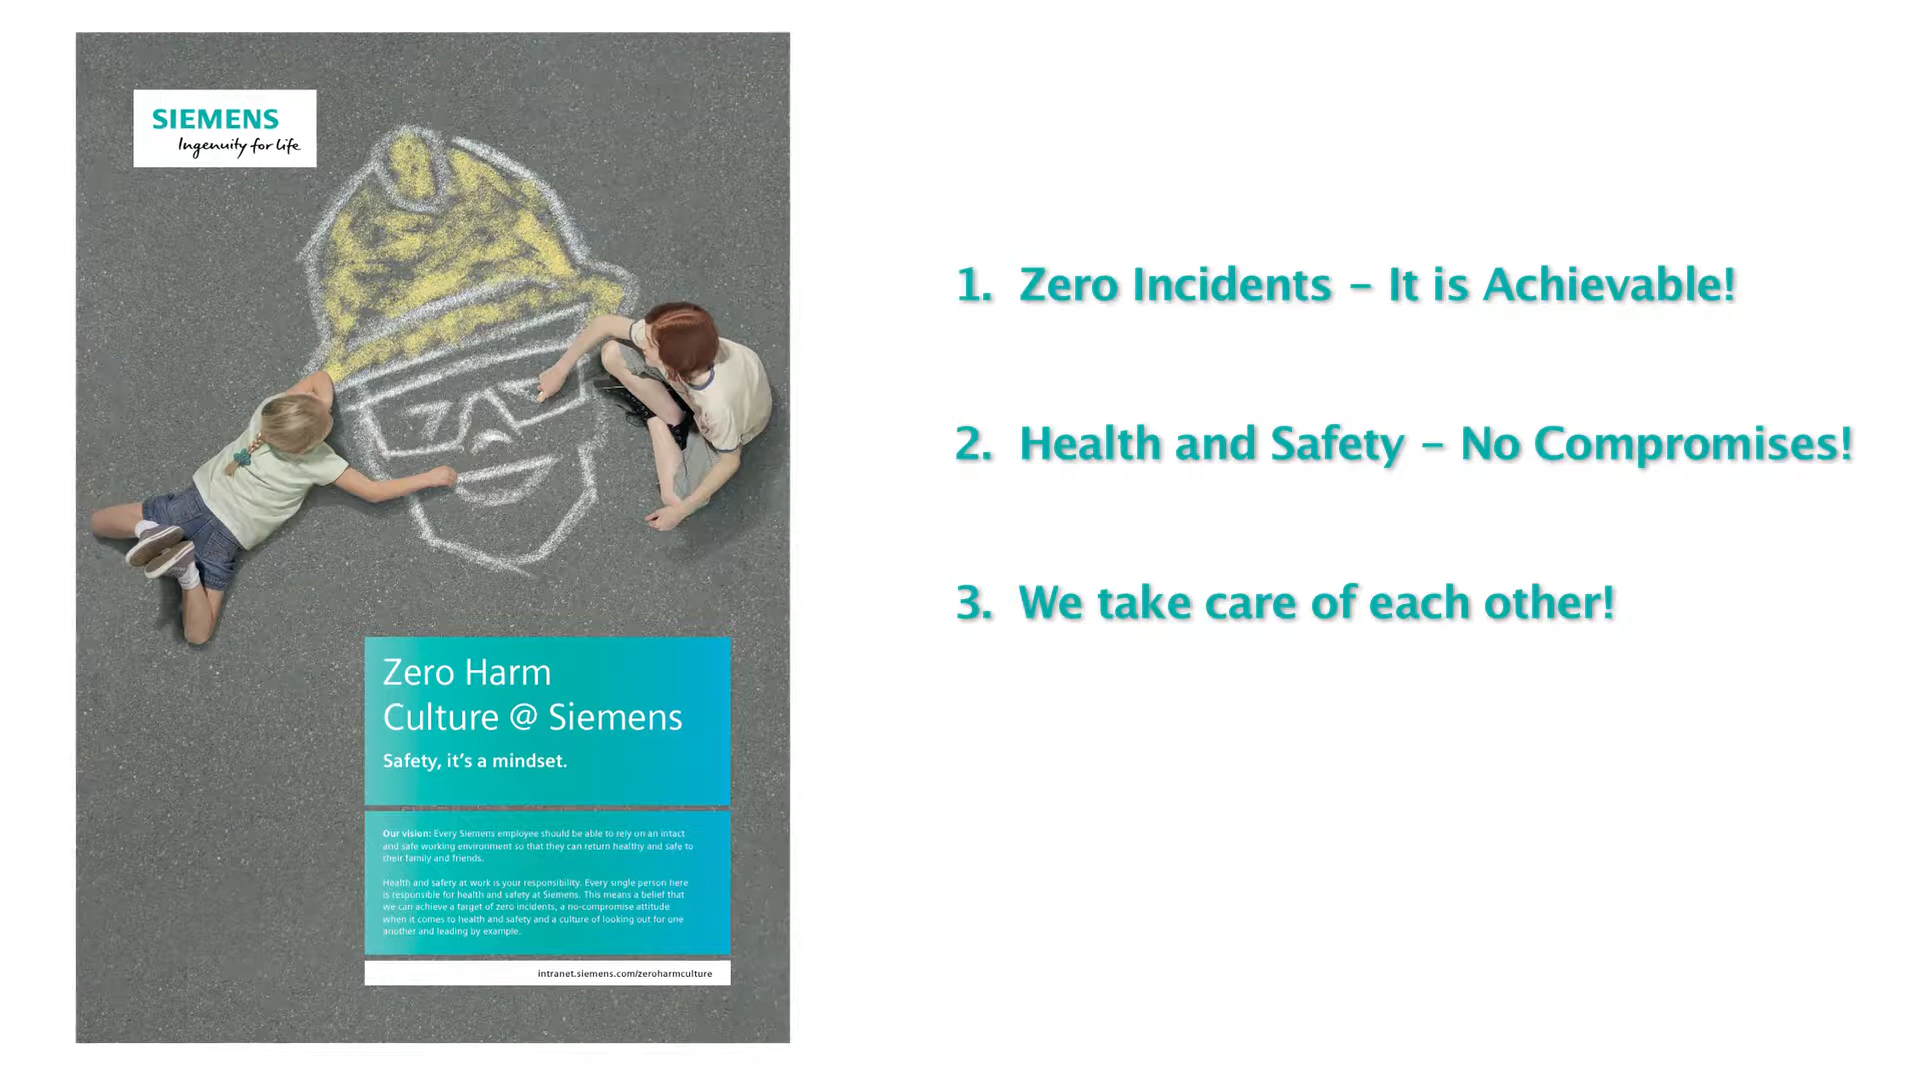 SIEMENS
Ingenuity for life
Zero Harm
Culture @ Siemens
Safety, it's a mindset.
Our vision: Every Siemens employee should be able to rely on an intact
and safe working environment so that they can return healthy and safe to
their family and friends.
Health and safety at work is your responsibility. Every single person here
is responsible for health and safety at Siemens. This means a belief that
we can achieve a target of zero incidents, a no-compromise attitude
when it comes to health and safety and a culture of looking out for one
another and leading by example.
intranet.siemens.com/zeroharmculture
1. Zero Incidents – It is Achievable!
2. Health and Safety – No Compromises!
3. We take care of each other!